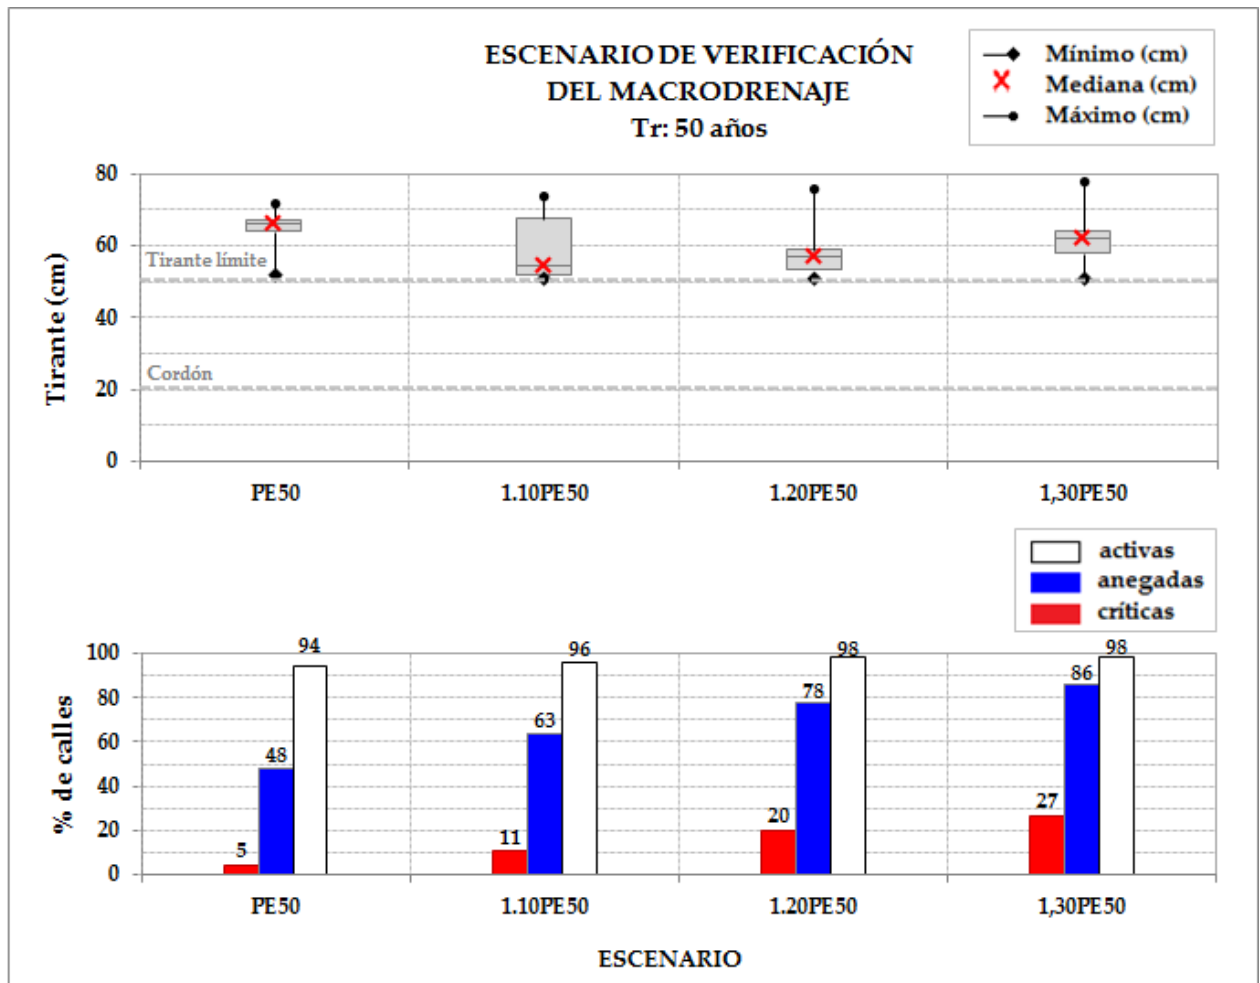 ESCENARIO DE VERIFICACIÓN
DEL MACRODRENAJE
Tr: 50 años
Mínimo (cm)
Mediana (cm)
Máximo (cm)
Tirante (cm)
80
60
40
20
0
Tirante límite
Cordón
PE50 1.10PE50 1.20PE50 1,30PE50
activas
anegadas
críticas
% de calles
100
80
60
40
20
0
5 48 94
11 63 96
20 78 98
27 86 98
PE50 1.10PE50 1.20PE50 1,30PE50
ESCENARIO